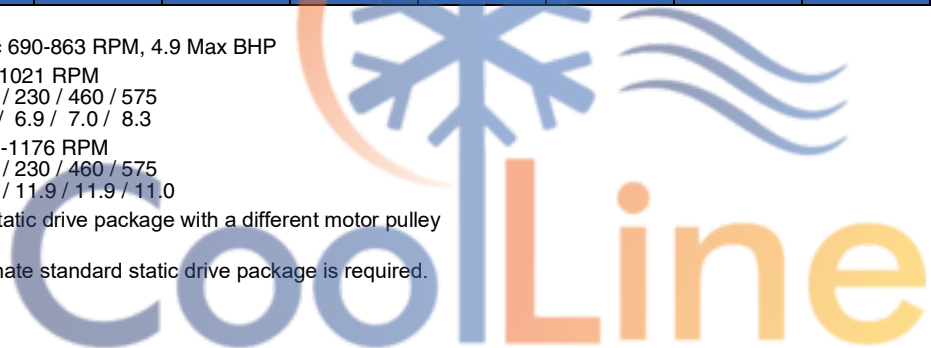 : 690-863 RPM, 4.9 Max BHP
1021 RPM
/ 230 / 460 / 575
/ 6.9 / 7.0 / 8.3
-1176 RPM
/ 230 / 460 / 575
/ 11.9 / 11.9 / 11.0
static drive package with a different motor pulley
nate standard static drive package is required.
CooLLine